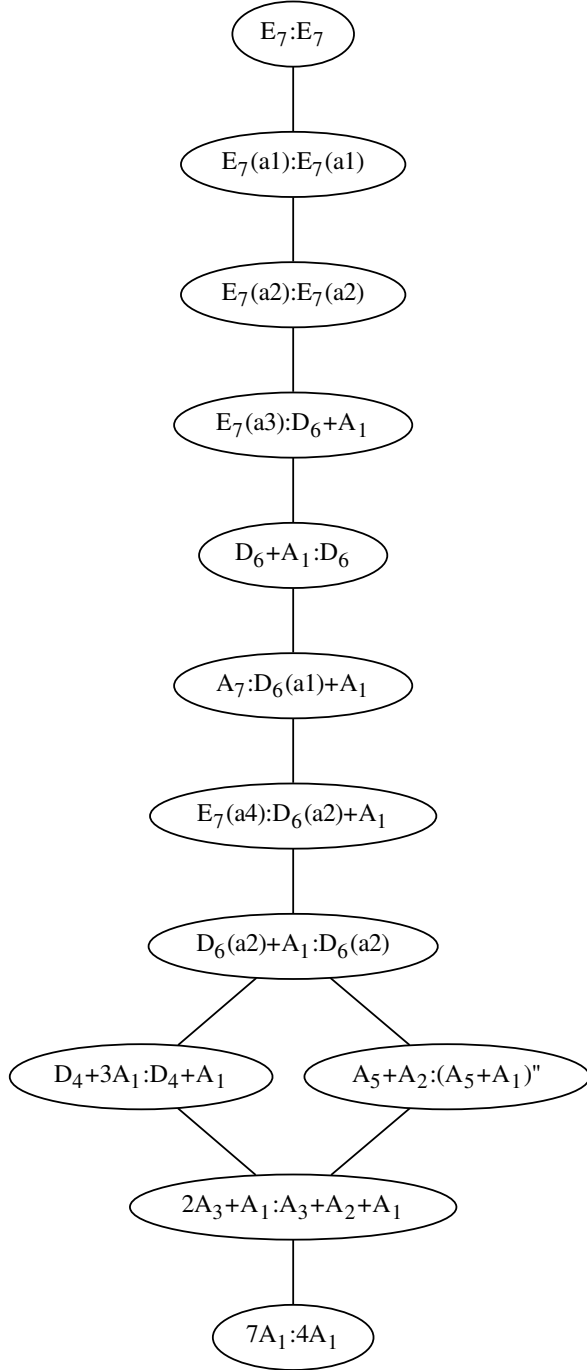 E₇:E₇
E₇(a1):E₇(a1)
E₇(a2):E₇(a2)
E₇(a3):D₆+A₁
D₆+A₁:D₆
A₇:D₆(a1)+A₁
E₇(a4):D₆(a2)+A₁
D₆(a2)+A₁:D₆(a2)
D₄+3A₁:D₄+A₁
A₅+A₂:(A₅+A₁)"
2A₃+A₁:A₃+A₂+A₁
7A₁:4A₁